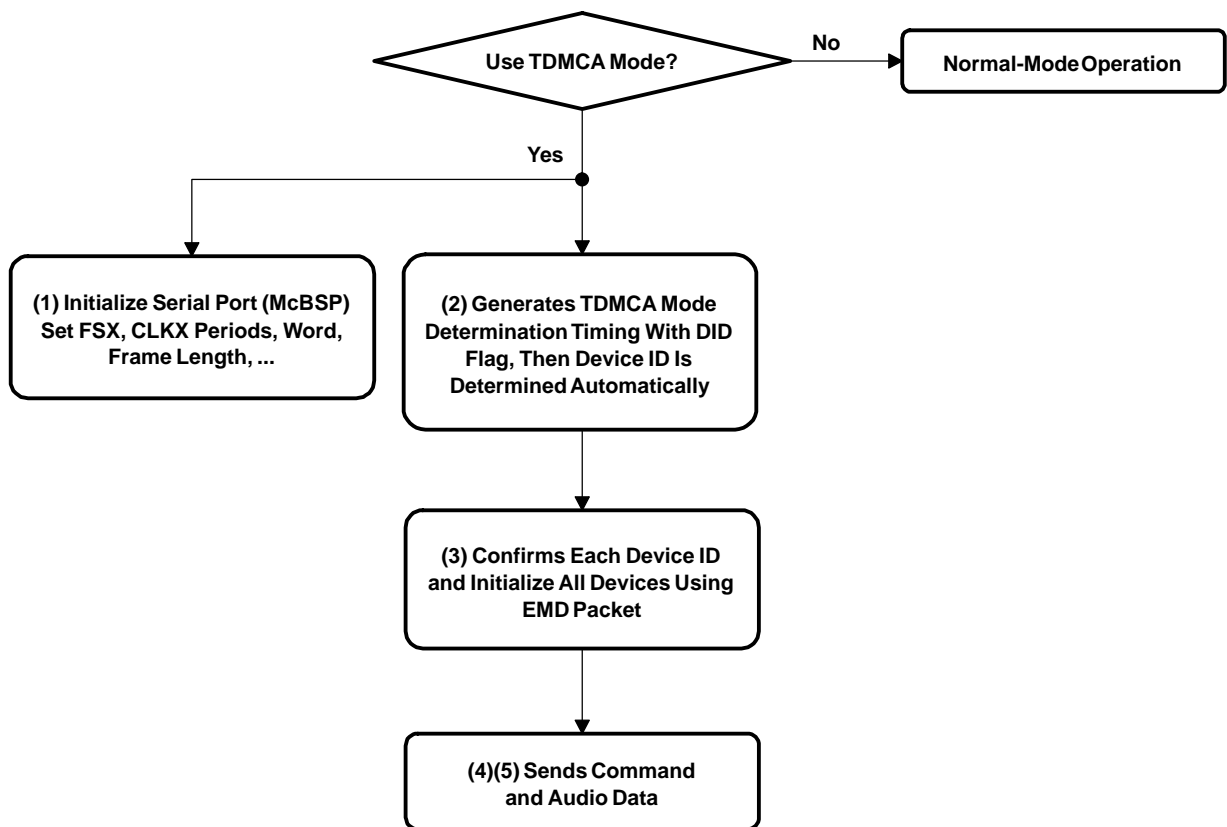 Use TDMCA Mode?
No
Normal-Mode Operation
Yes
(1) Initialize Serial Port (McBSP)
Set FSX, CLKX Periods, Word,
Frame Length, ...
(2) Generates TDMCA Mode
Determination Timing With DID
Flag, Then Device ID Is
Determined Automatically
(3) Confirms Each Device ID
and Initialize All Devices Using
EMD Packet
(4)(5) Sends Command
and Audio Data